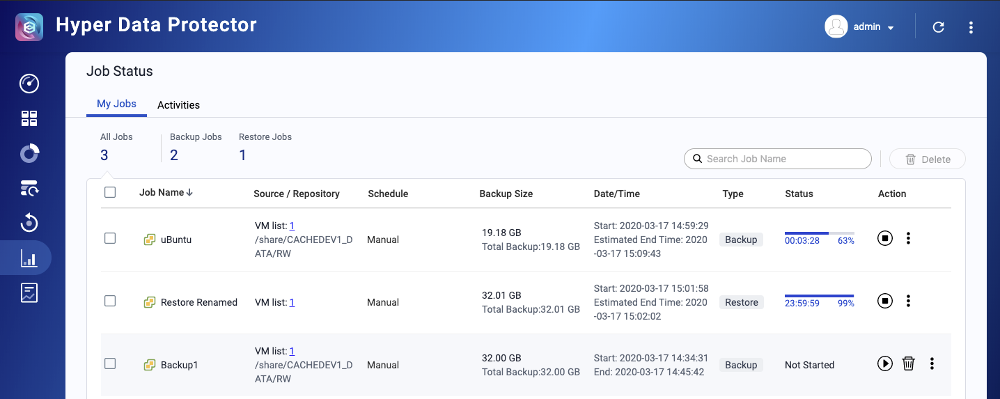 Hyper Data Protector
admin
Job Status
My Jobs
Activities
All Jobs
3
Backup Jobs
2
Restore Jobs
1
Search Job Name
Delete
Job Name
Source / Repository
Schedule
Backup Size
Date/Time
Type
Status
Action
uBuntu
VM list: 1
/share/CACHEDEV1_D
ATA/RW
Manual
19.18 GB
Total Backup:19.18 GB
Start: 2020-03-17 14:59:29
Estimated End Time: 2020
-03-17 15:09:43
Backup
00:03:28
63%
Restore Renamed
VM list: 1
Manual
32.01 GB
Total Backup:32.01 GB
Start: 2020-03-17 15:01:58
Estimated End Time: 2020
-03-17 15:02:02
Restore
23:59:59
99%
Backup1
VM list: 1
/share/CACHEDEV1_D
ATA/RW
Manual
32.00 GB
Total Backup:32.00 GB
Start: 2020-03-17 14:34:31
End: 2020-03-17 14:45:42
Backup
Not Started